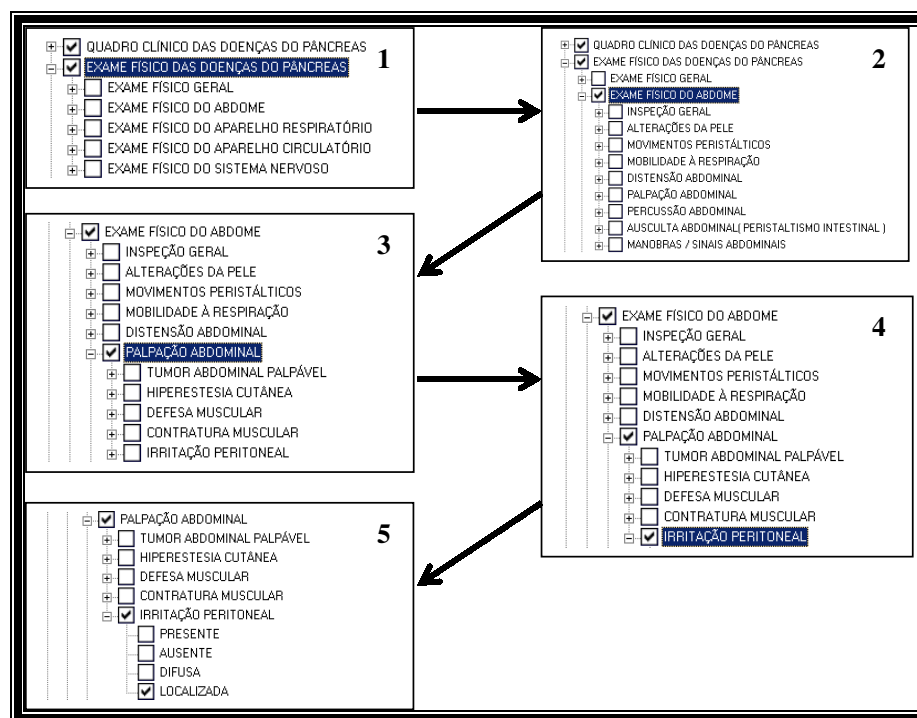 QUADRO CLÍNICO DAS DOENÇAS DO PÂNCREAS
1
EXAME FÍSICO DAS DOENÇAS DO PÂNCREAS
EXAME FÍSICO GERAL
EXAME FÍSICO DO ABDOME
EXAME FÍSICO DO APARELHO RESPIRATÓRIO
EXAME FÍSICO DO APARELHO CIRCULATÓRIO
EXAME FÍSICO DO SISTEMA NERVOSO
QUADRO CLÍNICO DAS DOENÇAS DO PÂNCREAS
2
EXAME FÍSICO DAS DOENÇAS DO PÂNCREAS
EXAME FÍSICO GERAL
EXAME FÍSICO DO ABDOME
INSPEÇÃO GERAL
ALTERAÇÕES DA PELE
MOVIMENTOS PERISTÁLTICOS
MOBILIDADE À RESPIRAÇÃO
DISTENSÃO ABDOMINAL
PALPAÇÃO ABDOMINAL
PERCUSSÃO ABDOMINAL
AUSCULTA ABDOMINAL( PERISTALTISMO INTESTINAL )
MANOBRAS / SINAIS ABDOMINAIS
EXAME FÍSICO DO ABDOME
3
INSPEÇÃO GERAL
ALTERAÇÕES DA PELE
MOVIMENTOS PERISTÁLTICOS
MOBILIDADE À RESPIRAÇÃO
DISTENSÃO ABDOMINAL
PALPAÇÃO ABDOMINAL
TUMOR ABDOMINAL PALPÁVEL
HIPERESTESIA CUTÂNEA
DEFESA MUSCULAR
CONTRATURA MUSCULAR
IRRITAÇÃO PERITONEAL
EXAME FÍSICO DO ABDOME
4
INSPEÇÃO GERAL
ALTERAÇÕES DA PELE
MOVIMENTOS PERISTÁLTICOS
MOBILIDADE À RESPIRAÇÃO
DISTENSÃO ABDOMINAL
PALPAÇÃO ABDOMINAL
TUMOR ABDOMINAL PALPÁVEL
HIPERESTESIA CUTÂNEA
DEFESA MUSCULAR
CONTRATURA MUSCULAR
IRRITAÇÃO PERITONEAL
PALPAÇÃO ABDOMINAL
5
TUMOR ABDOMINAL PALPÁVEL
HIPERESTESIA CUTÂNEA
DEFESA MUSCULAR
CONTRATURA MUSCULAR
IRRITAÇÃO PERITONEAL
PRESENTE
AUSENTE
DIFUSA
LOCALIZADA